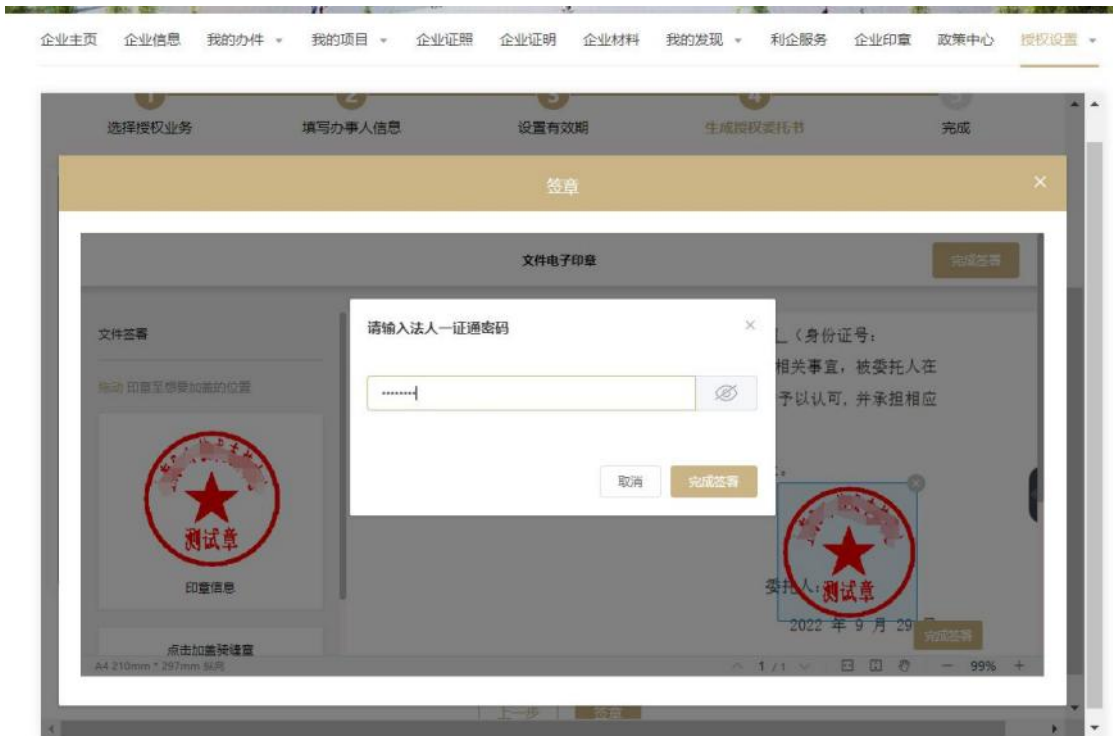 企业主页 企业信息 我的办件 我的项目 企业证照 企业证明 企业材料 我的发现 利企服务 企业印章 政策中心 授权设置
1 2 3 4 5
选择授权业务 填写办事人信息 设置有效期 生成授权委托书 完成
签章
文件电子印章 完成签署
请输入法人一证通密码
文件签署
（身份证号：
相关事宜，被委托人在
拖动 印章至想要加盖的位置
予以认可，并承担相应
取消 完成签署
测试章
印章信息
委托人：
测试章
2022 年 9 月 29
完成签署
点击加盖骑缝章
A4 210mm * 297mm 纵向 1 / 1 99%
上一步 签章